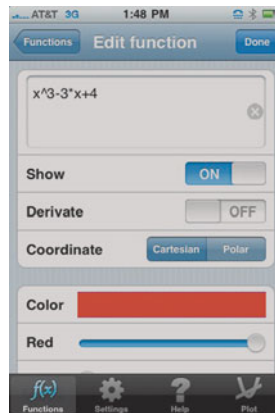 AT&T 3G 1:48 PM
Functions Edit function Done
x^3-3*x+4
Show ON
Derivate OFF
Coordinate Cartesian Polar
Color
Red
f(x)
Functions Settings Help Plot